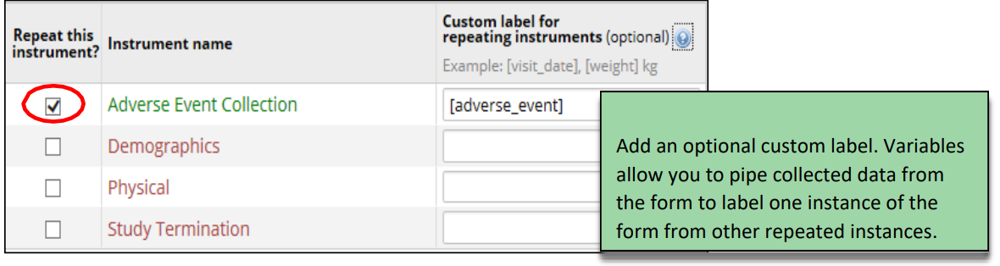 Repeat this
instrument?
Instrument name
Custom label for
repeating instruments (optional) ?
Example: [visit_date], [weight] kg
Adverse Event Collection
[adverse_event]
Demographics
Physical
Study Termination
Add an optional custom label. Variables
allow you to pipe collected data from
the form to label one instance of the
form from other repeated instances.